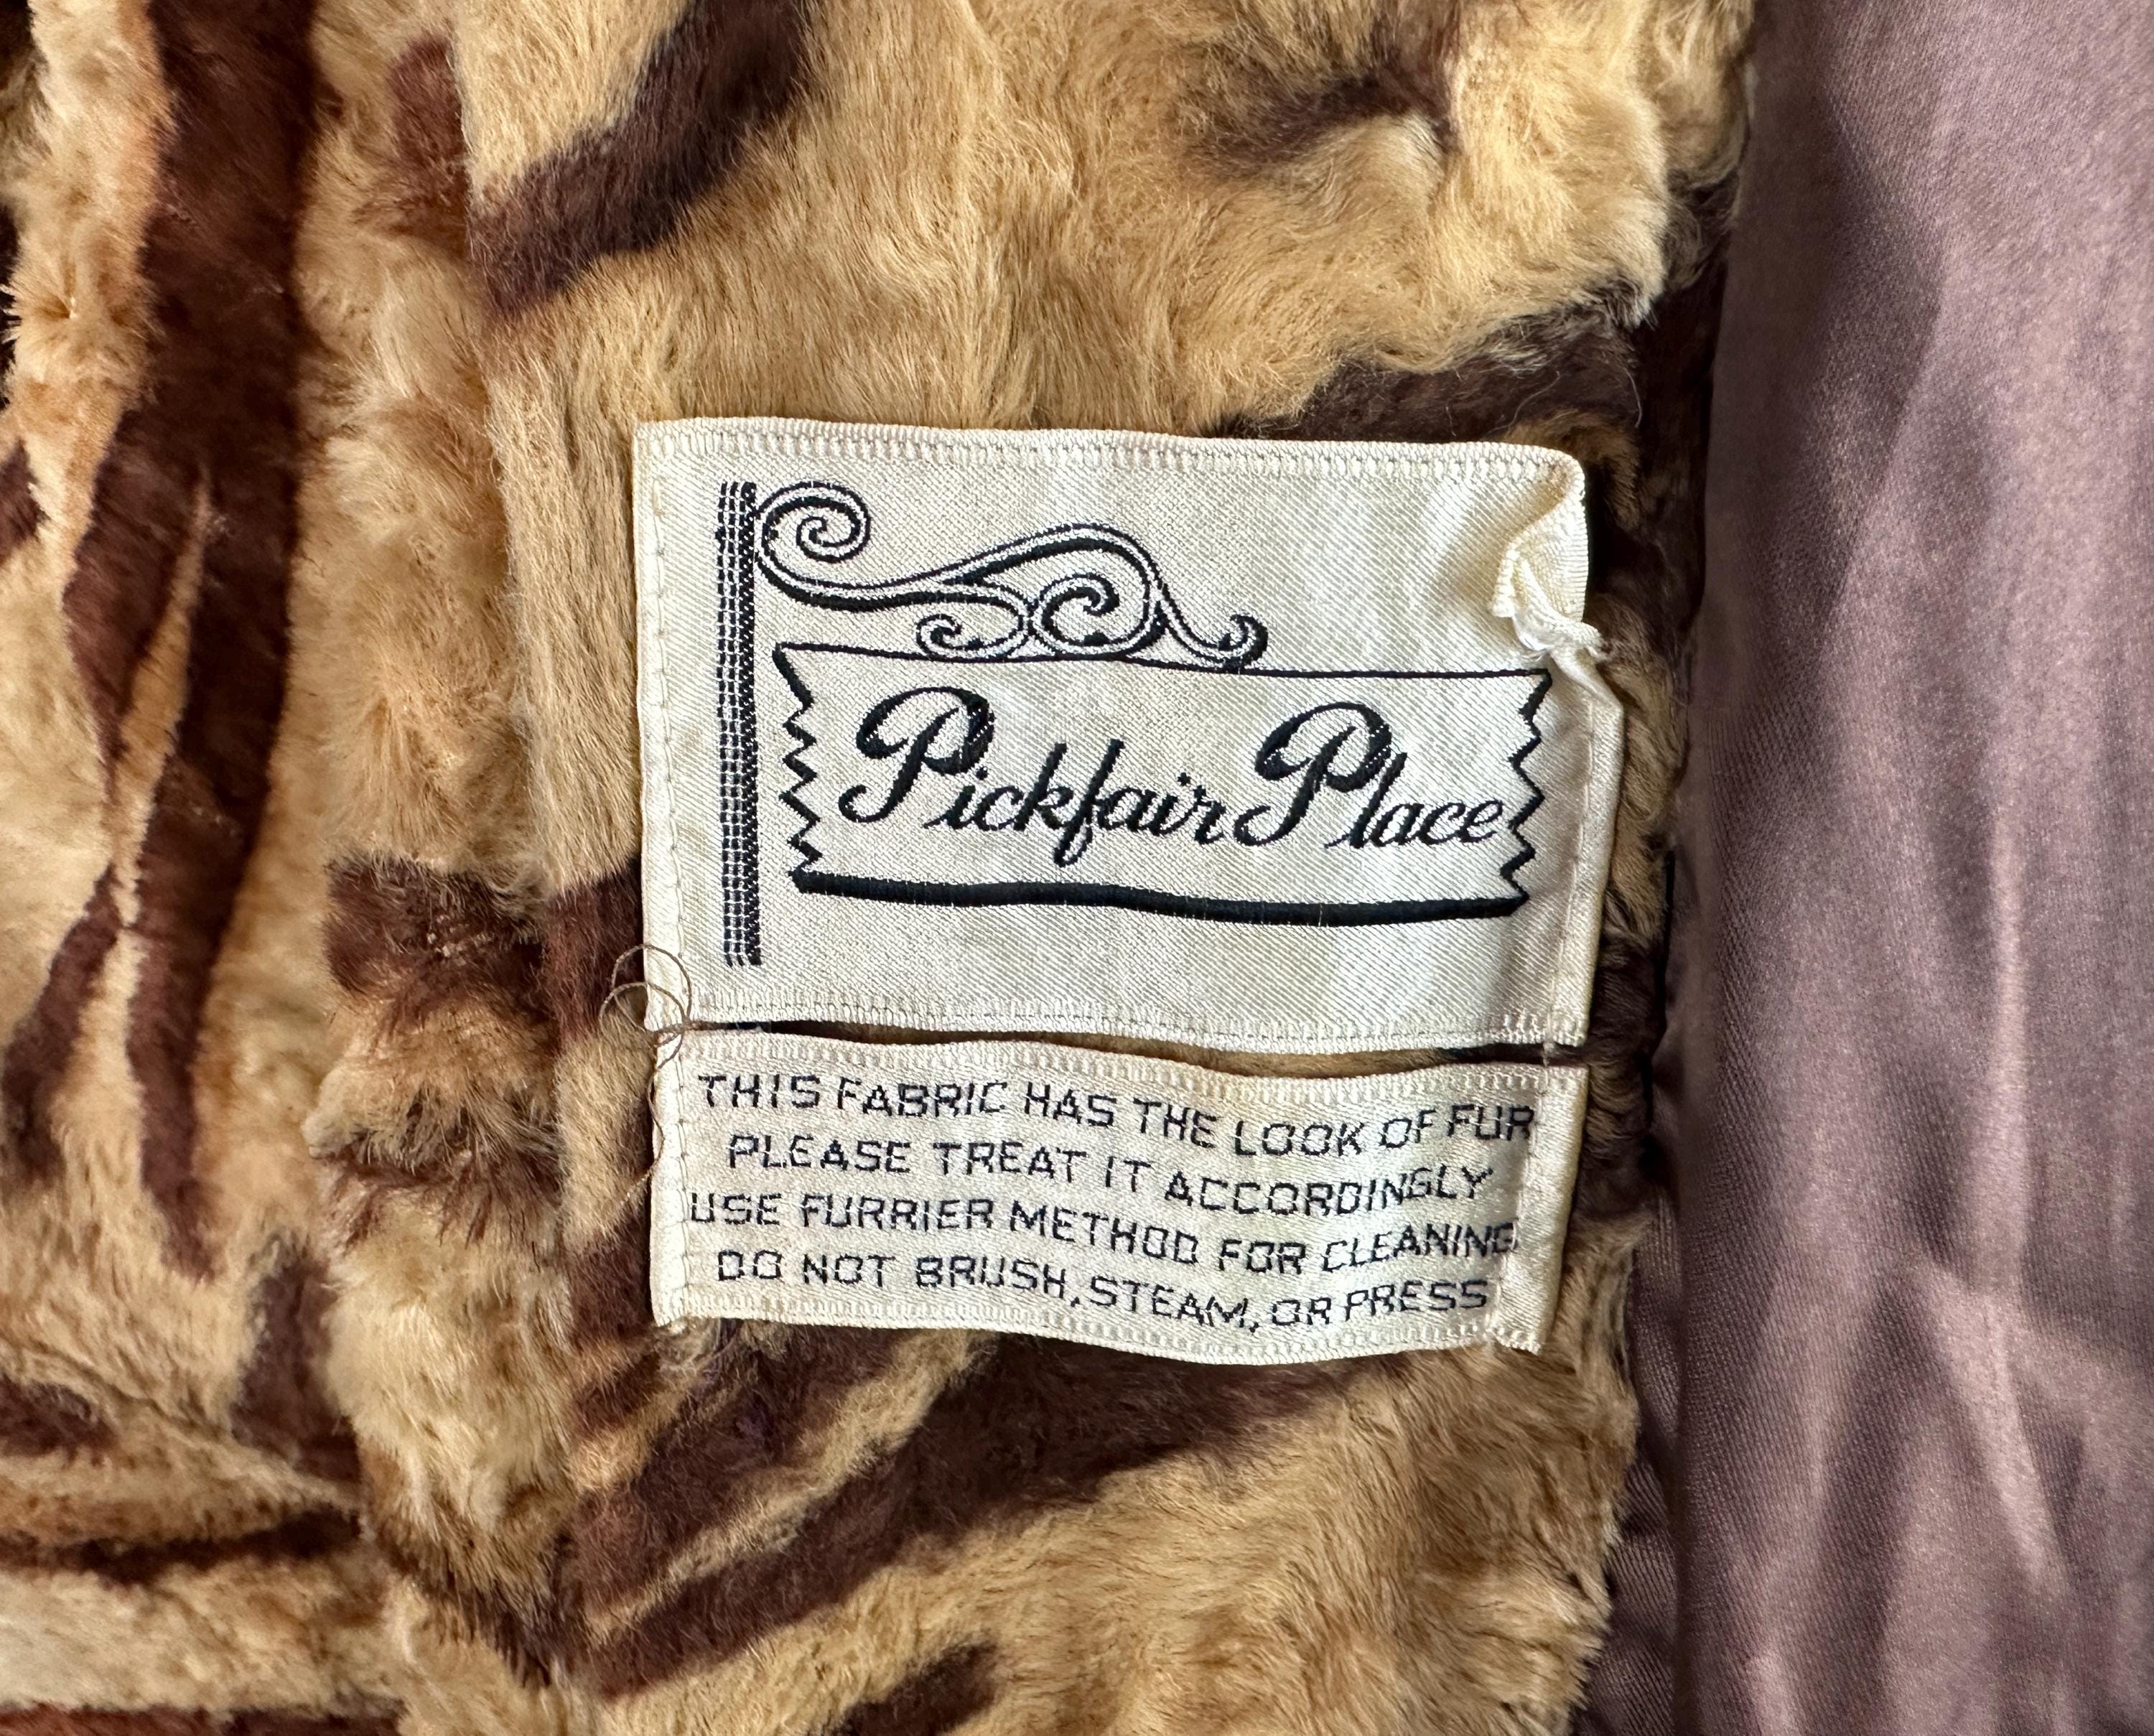 Pickfair Place
THIS FABRIC HAS THE LOOK OF FUR
PLEASE TREAT IT ACCORDINGLY
USE FURRIER METHOD FOR CLEANING
DO NOT BRUSH, STEAM, OR PRESS